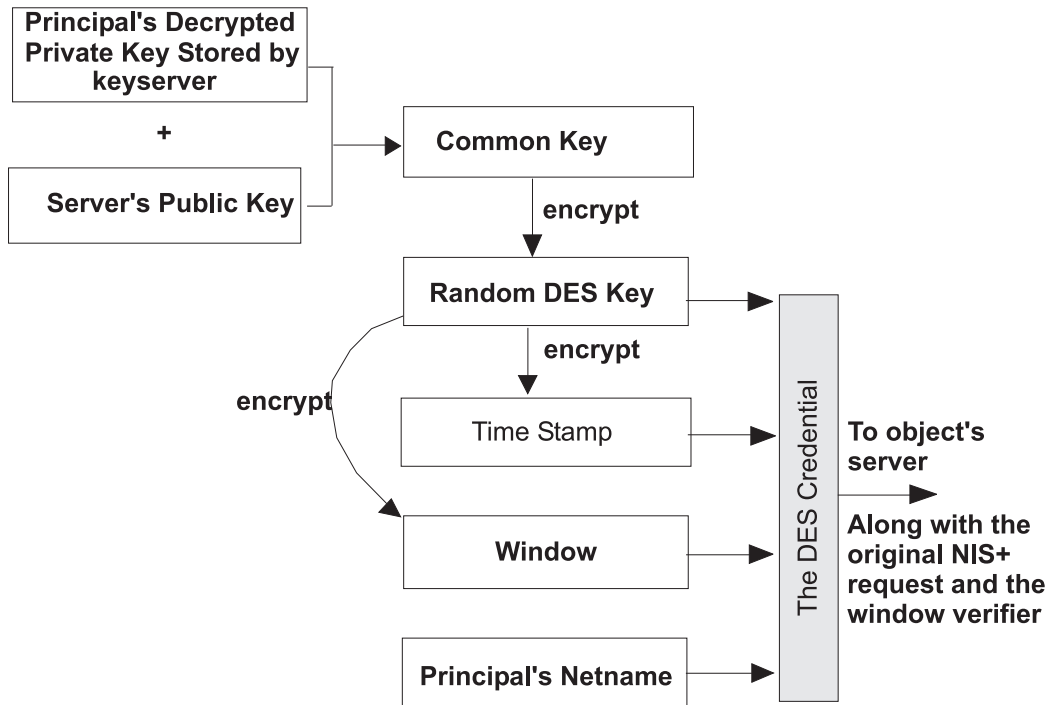 Principal's Decrypted
Private Key Stored by
keyserver
+
Server's Public Key
Common Key
encrypt
Random DES Key
encrypt
encrypt
Time Stamp
Window
Principal's Netname
The DES Credential
To object's
server
Along with the
original NIS+
request and the
window verifier